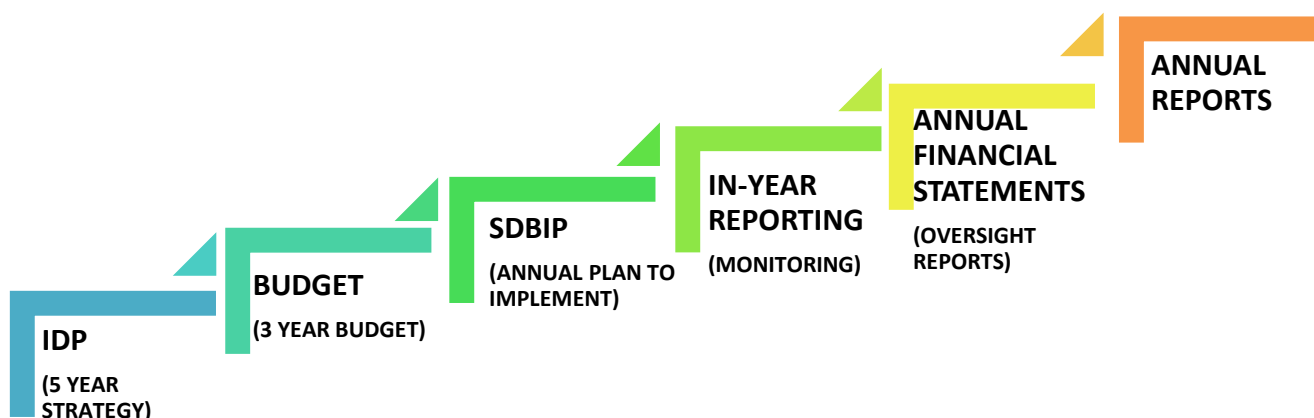 IDP
(5 YEAR
STRATEGY)
BUDGET
(3 YEAR BUDGET)
SDBIP
(ANNUAL PLAN TO
IMPLEMENT)
IN-YEAR
REPORTING
(MONITORING)
ANNUAL
FINANCIAL
STATEMENTS
(OVERSIGHT
REPORTS)
ANNUAL
REPORTS